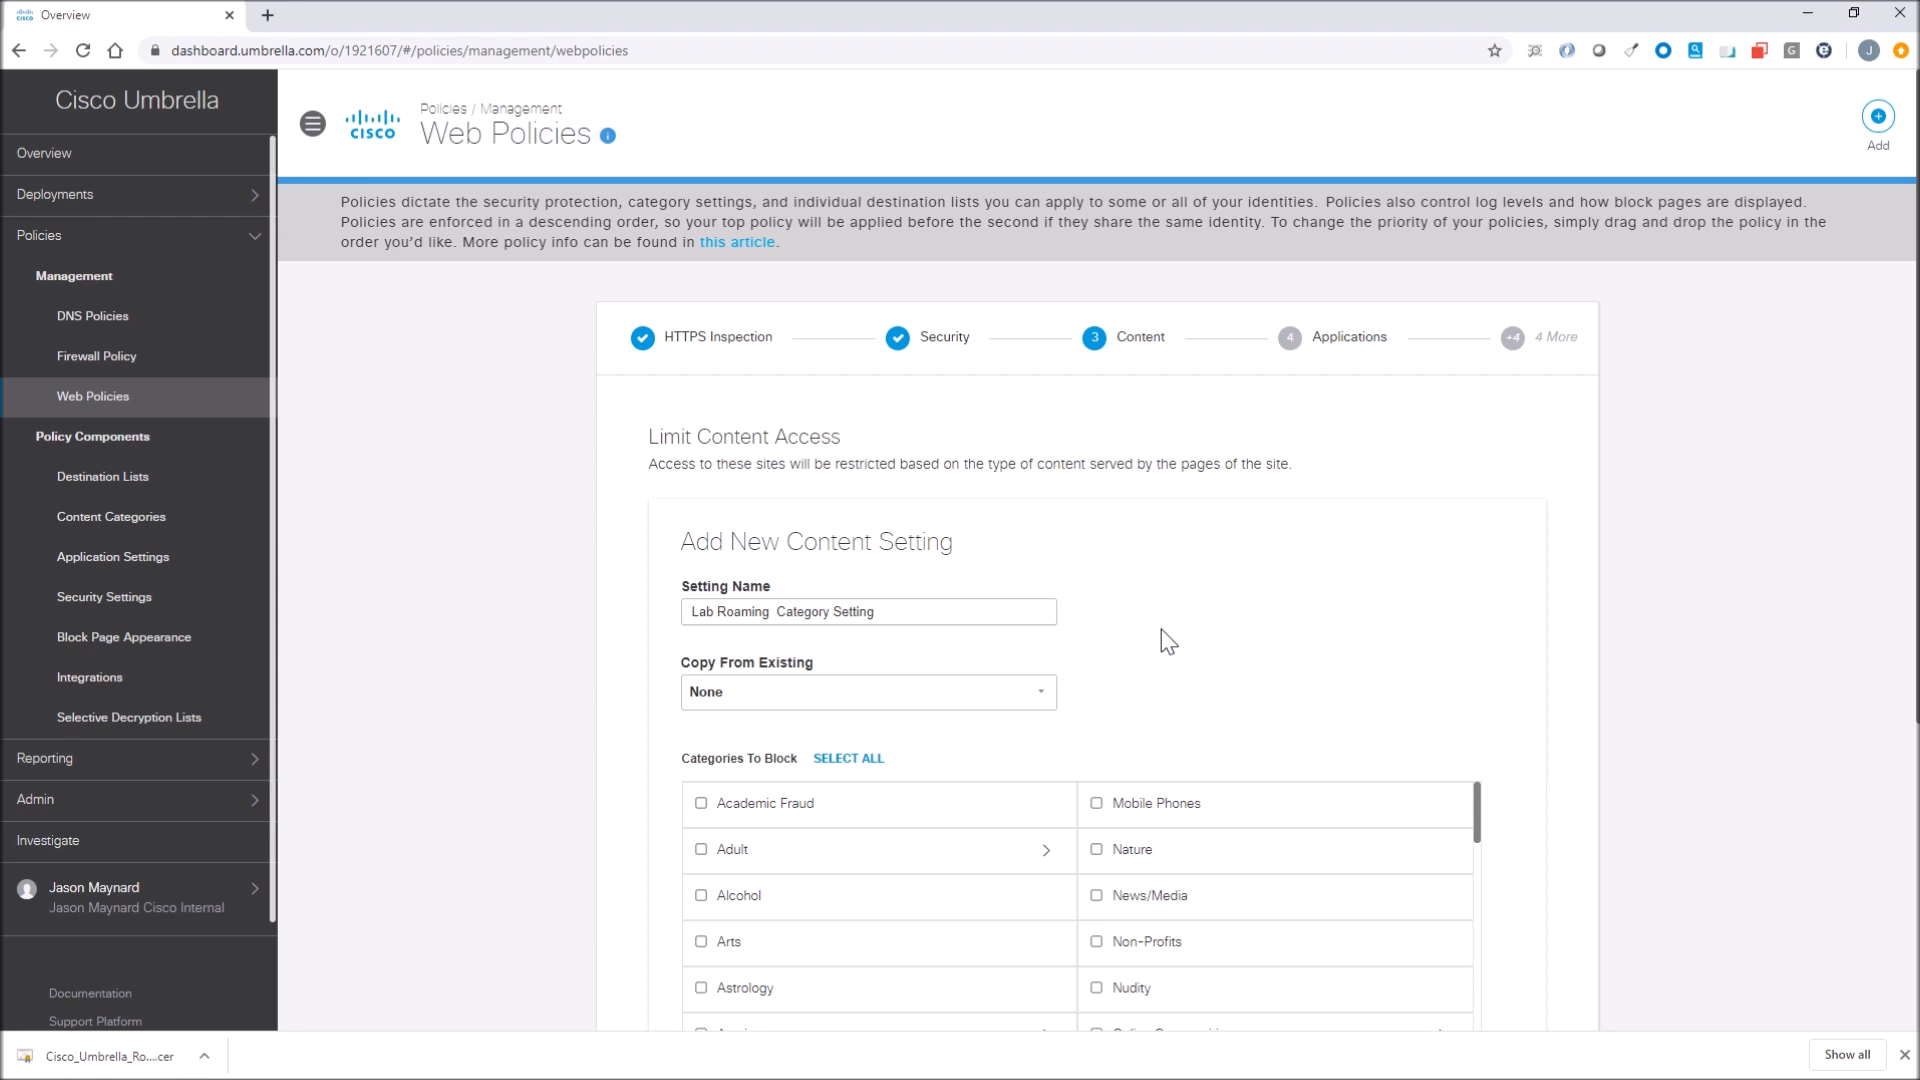 Overview
dashboard.umbrella.com/o/1921607/#/policies/management/webpolicies
G
J
Cisco Umbrella
Overview
Deployments
Policies
Management
DNS Policies
Firewall Policy
Web Policies
Policy Components
Destination Lists
Content Categories
Application Settings
Security Settings
Block Page Appearance
Integrations
Selective Decryption Lists
Reporting
Admin
Investigate
Jason Maynard
Jason Maynard Cisco Internal
Documentation
Support Platform
CISCO
Policies / Management
Web Policies
Add
Policies dictate the security protection, category settings, and individual destination lists you can apply to some or all of your identities. Policies also control log levels and how block pages are displayed.
Policies are enforced in a descending order, so your top policy will be applied before the second if they share the same identity. To change the priority of your policies, simply drag and drop the policy in the
order you'd like. More policy info can be found in this article.
HTTPS Inspection
Security
3 Content
4 Applications
+4 4 More
Limit Content Access
Access to these sites will be restricted based on the type of content served by the pages of the site.
Add New Content Setting
Setting Name
Lab Roaming  Category Setting
Copy From Existing
None
Categories To Block SELECT ALL
Academic Fraud
Mobile Phones
Adult
Nature
Alcohol
News/Media
Arts
Non-Profits
Astrology
Nudity
Cisco_Umbrella_Ro....cer
Show all